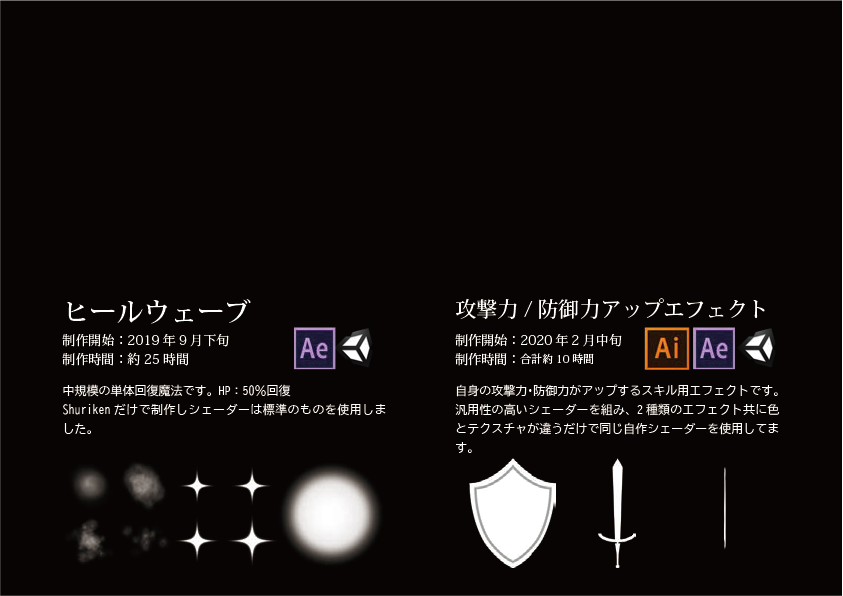 ヒールウェーブ
制作開始：2019 年 9 月下旬
制作時間：約 25 時間
Ae
中規模の単体回復魔法です。HP：50%回復
Shuriken だけで制作しシェーダーは標準のものを使用しま
した。
攻撃力 / 防御力アップエフェクト
制作開始：2020 年 2 月中旬
制作時間：合計約 10 時間
Ai Ae
自身の攻撃力･防御力がアップするスキル用エフェクトです。
汎用性の高いシェーダーを組み、2 種類のエフェクト共に色
とテクスチャが違うだけで同じ自作シェーダーを使用してま
す。